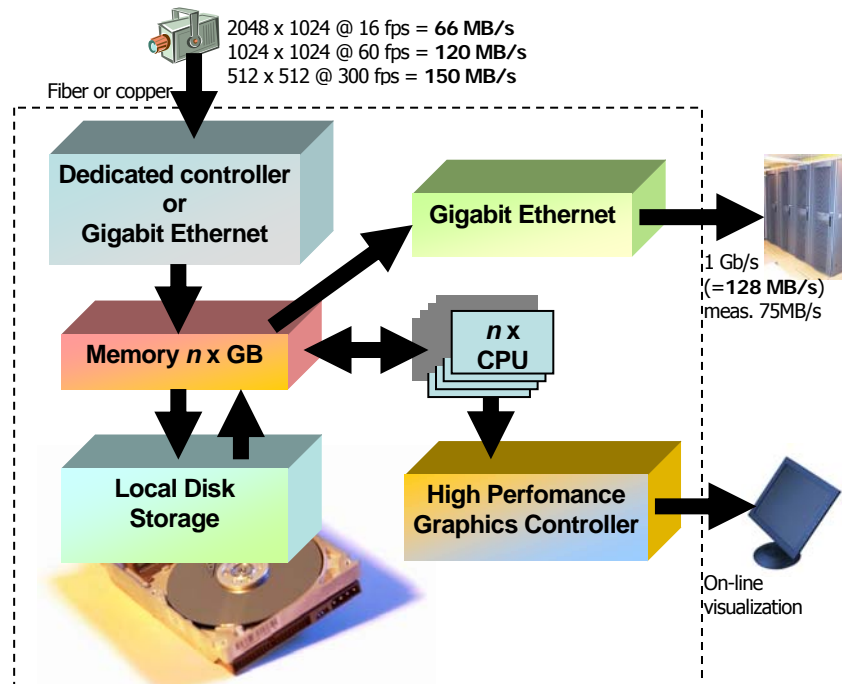 2048 x 1024 @ 16 fps = 66 MB/s
1024 x 1024 @ 60 fps = 120 MB/s
512 x 512 @ 300 fps = 150 MB/s
Fiber or copper
Dedicated controller
or
Gigabit Ethernet
Gigabit Ethernet
1 Gb/s
(=128 MB/s)
meas. 75MB/s
Memory n x GB
n x
CPU
Local Disk
Storage
High Perfomance
Graphics Controller
On-line
visualization